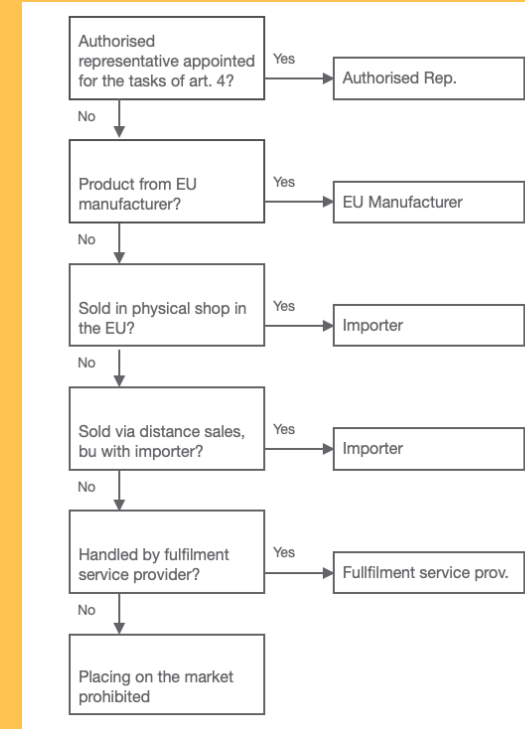 Authorised
representative appointed
for the tasks of art. 4?
Yes
Authorised Rep.
No
Product from EU
manufacturer?
Yes
EU Manufacturer
No
Sold in physical shop in
the EU?
Yes
Importer
No
Sold via distance sales,
bu with importer?
Yes
Importer
No
Handled by fulfilment
service provider?
Yes
Fullfilment service prov.
No
Placing on the market
prohibited